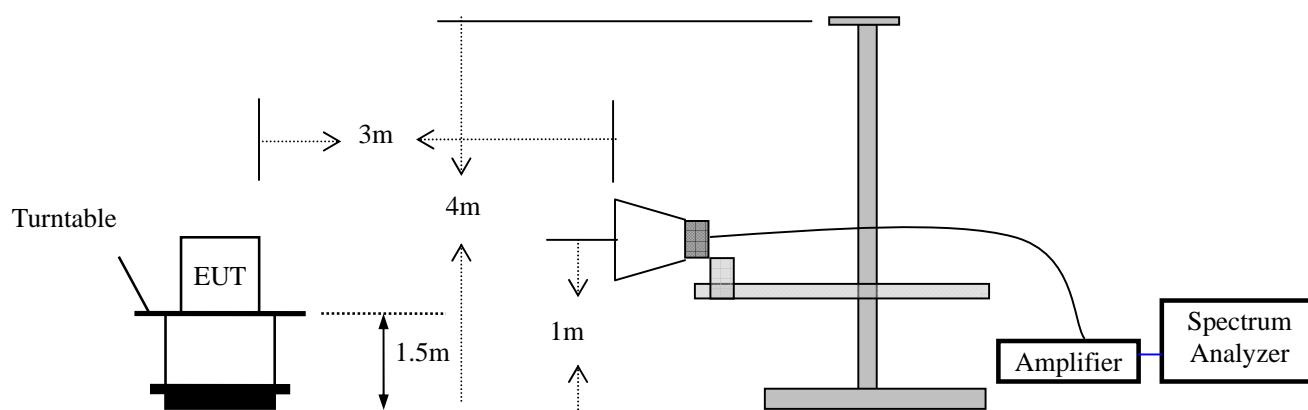 3m
4m
Turntable
EUT
1m
1.5m
Spectrum
Analyzer
Amplifier